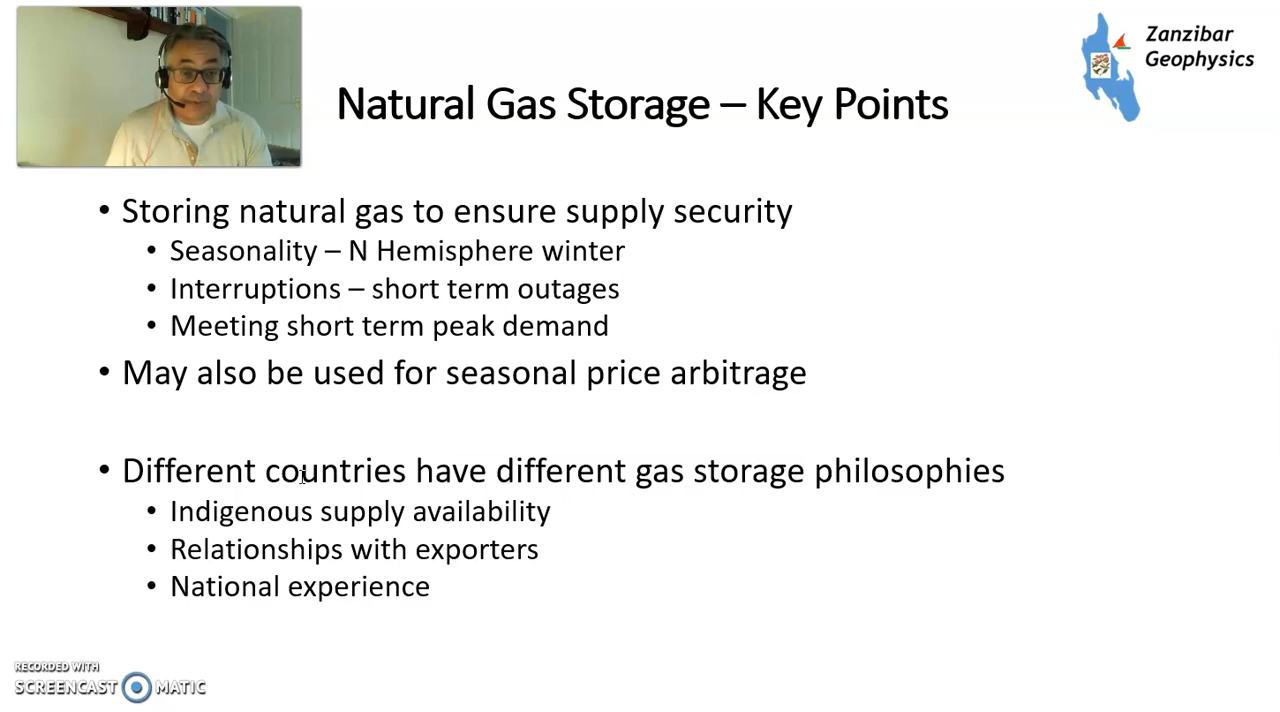 Zanzibar
Geophysics
Natural Gas Storage – Key Points
• Storing natural gas to ensure supply security
• Seasonality – N Hemisphere winter
• Interruptions – short term outages
• Meeting short term peak demand
• May also be used for seasonal price arbitrage
• Different countries have different gas storage philosophies
• Indigenous supply availability
• Relationships with exporters
• National experience
RECORDED WITH
SCREENCAST MATIC